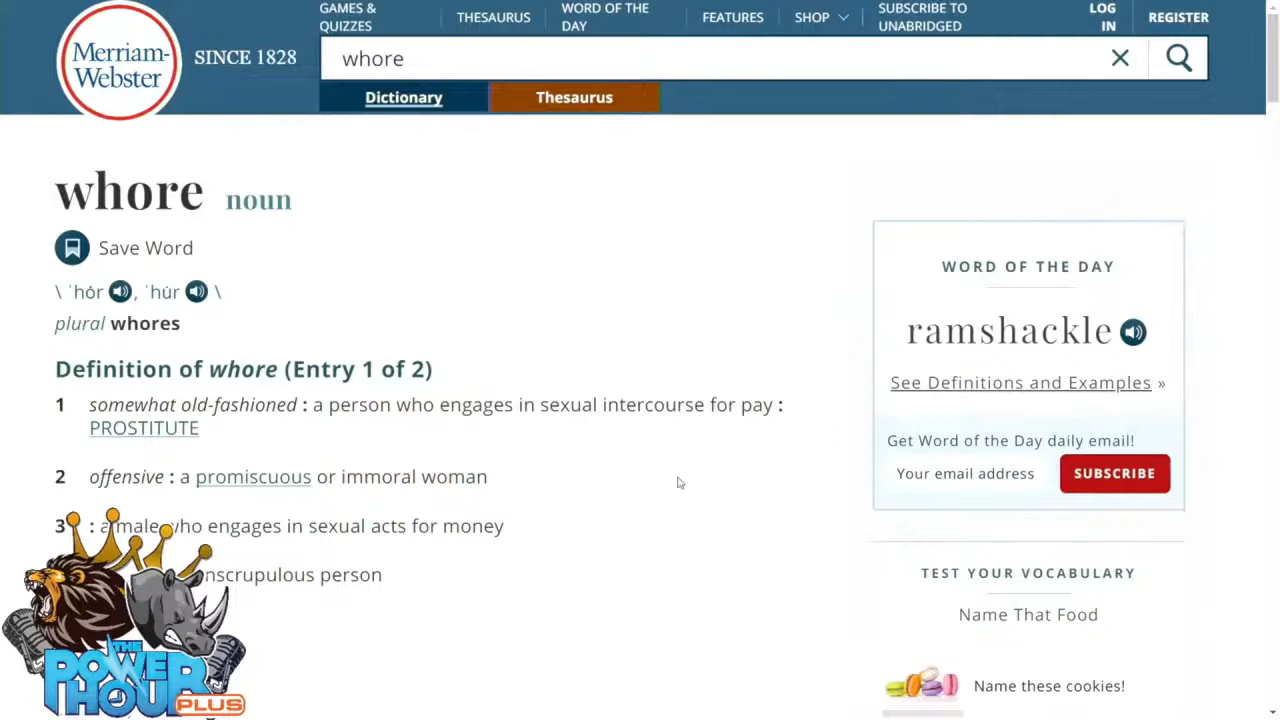 GAMES & QUIZZES
THESAURUS
WORD OF THE DAY
FEATURES
SHOP
SUBSCRIBE TO UNABRIDGED
LOG IN
REGISTER
Merriam-Webster
SINCE 1828
whore
Dictionary
Thesaurus
whore noun
Save Word
\ ˈhȯr , ˈhu̇r \
plural whores
Definition of whore (Entry 1 of 2)
1 somewhat old-fashioned : a person who engages in sexual intercourse for pay :
PROSTITUTE
2 offensive : a promiscuous or immoral woman
3 : a male who engages in sexual acts for money
person
WORD OF THE DAY
ramshackle
See Definitions and Examples »
Get Word of the Day daily email!
Your email address
SUBSCRIBE
TEST YOUR VOCABULARY
Name That Food
Name these cookies!
THE
POWER
HOUR
PLUS